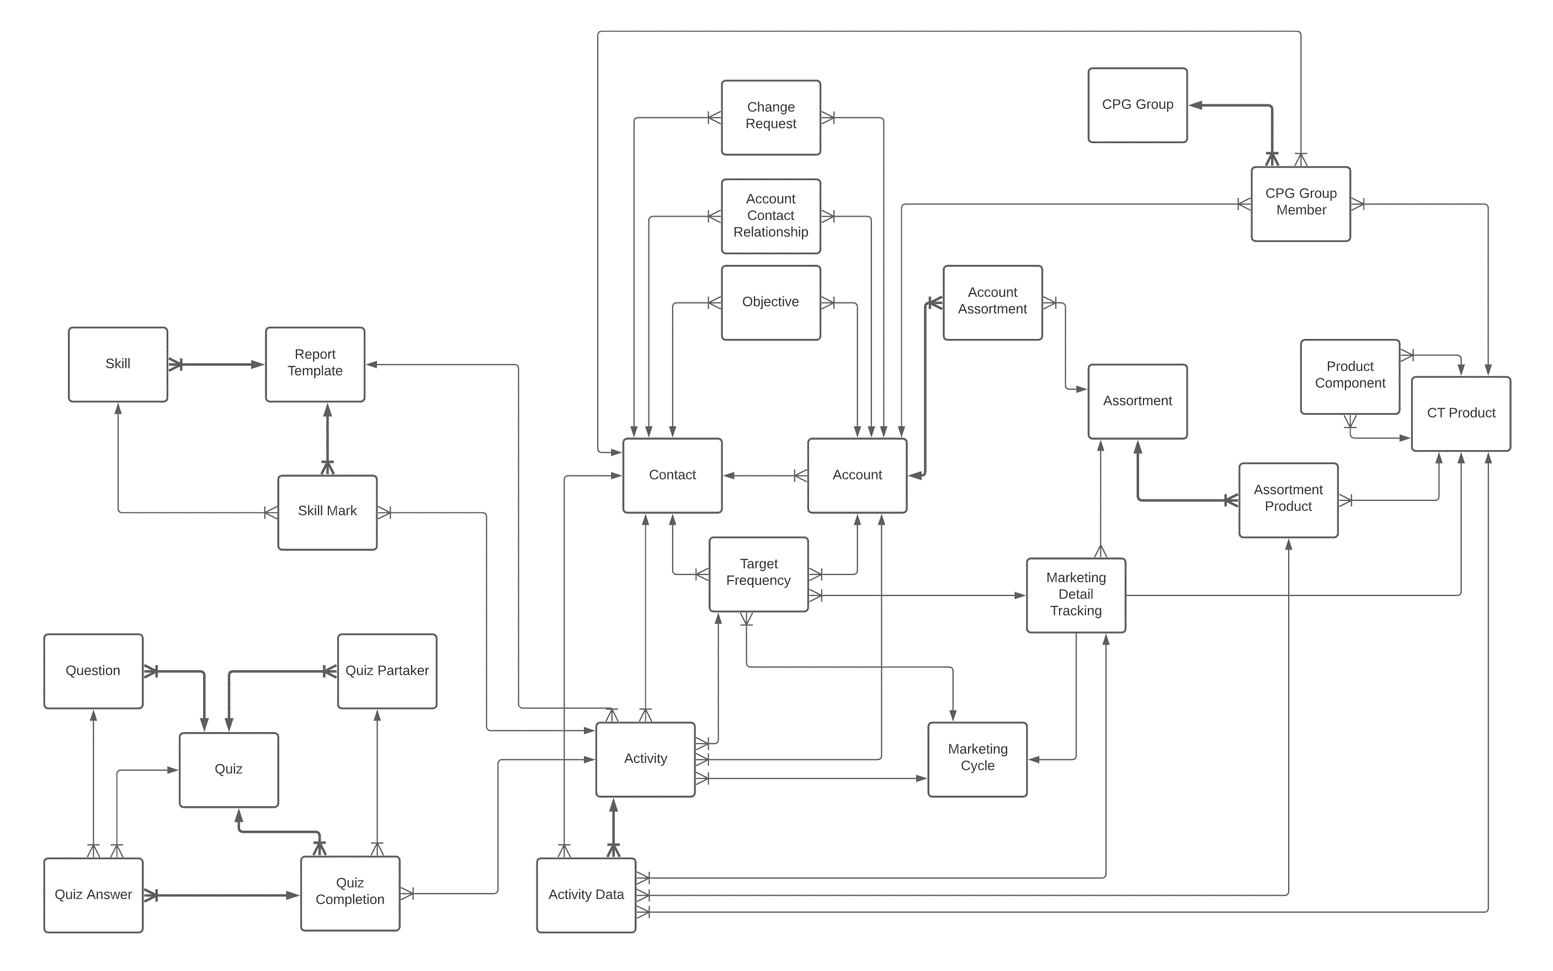 Change
Request
CPG Group
Account
Contact
Relationship
CPG Group
Member
Objective
Account
Assortment
Skill
Report
Template
Product
Component
Assortment
CT Product
Contact
Account
Skill Mark
Assortment
Product
Target
Frequency
Marketing
Detail
Tracking
Question
Quiz Partaker
Quiz
Activity
Marketing
Cycle
Quiz Answer
Quiz
Completion
Activity Data